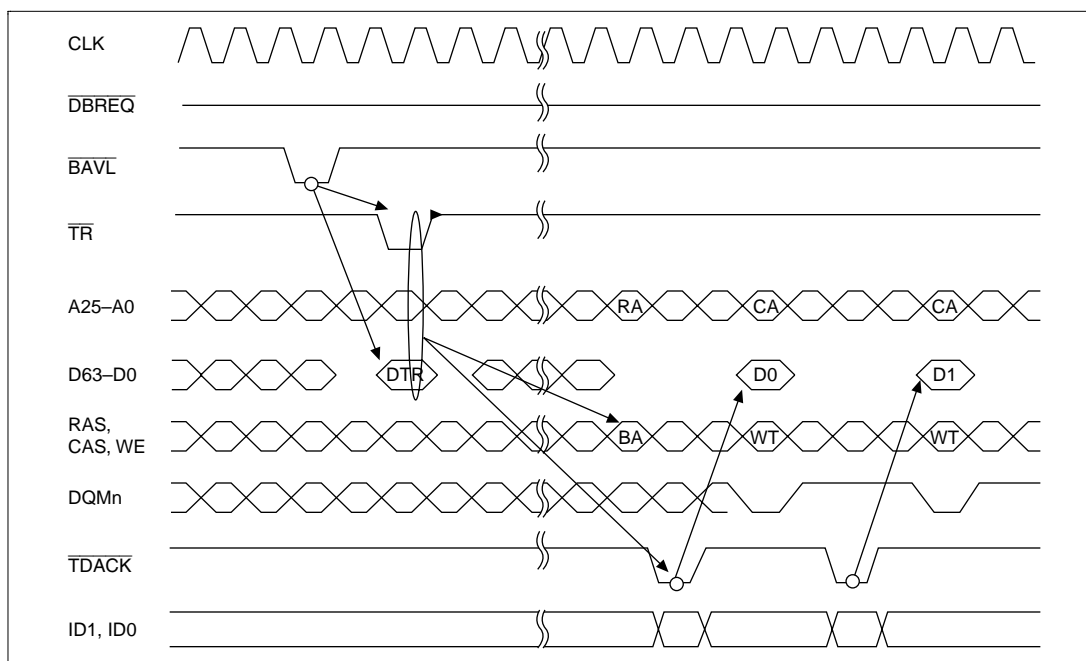 CLK
DBREQ
BAVL
TR
A25–A0 RA CA CA
D63–D0 DTR D0 D1
RAS,
CAS, WE BA WT WT
DQMn
TDACK
ID1, ID0